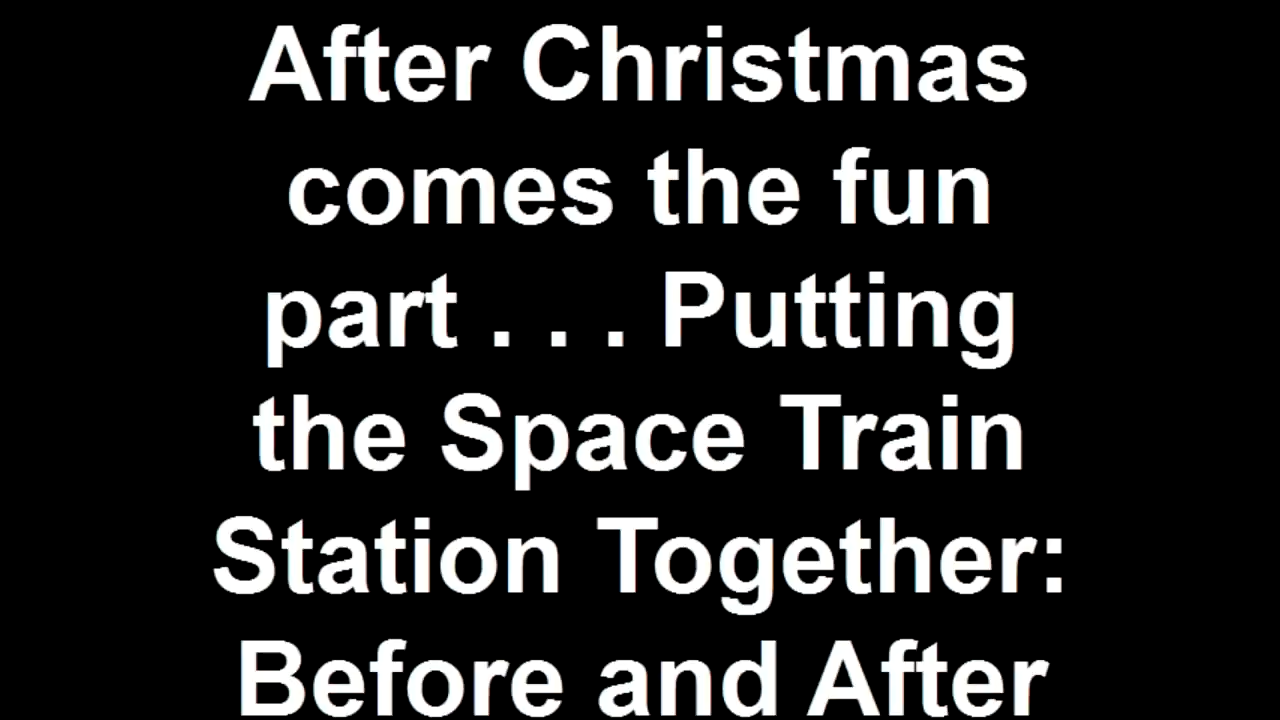 After Christmas
comes the fun
part . . . Putting
the Space Train
Station Together:
Before and After